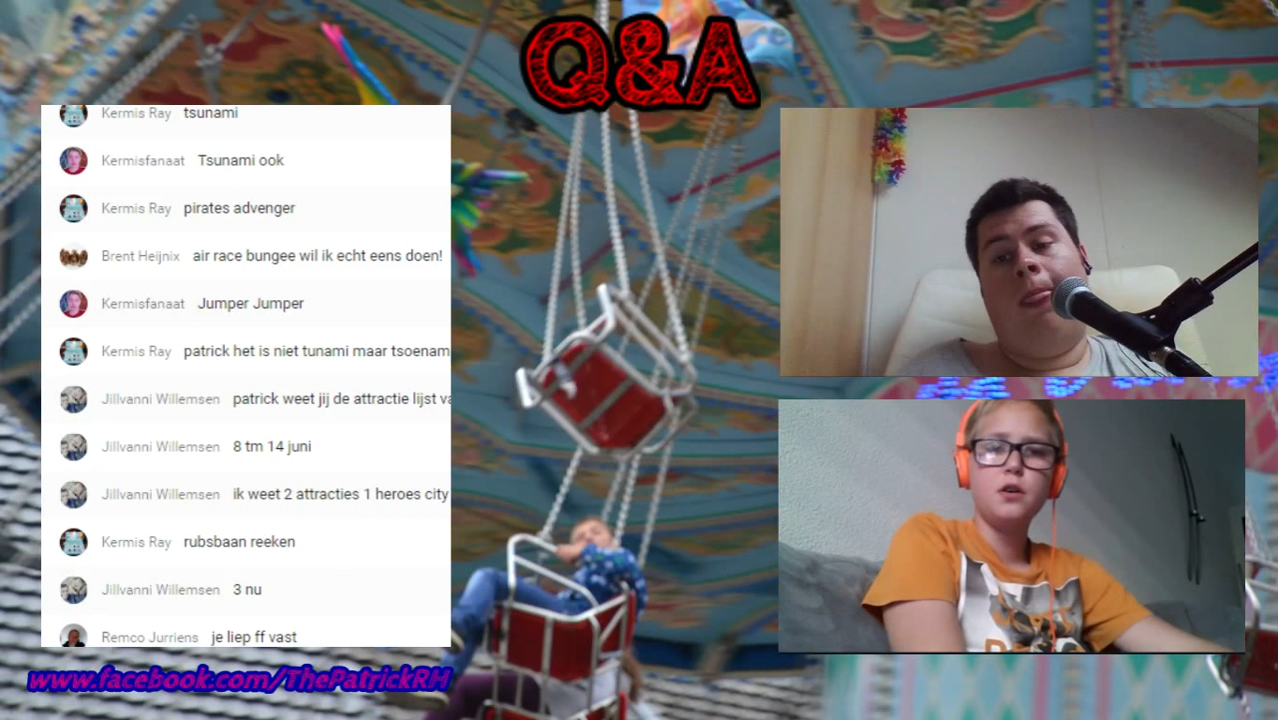 Q&A
Kermis Ray tsunami
Kermisfanaat Tsunami ook
Kermis Ray pirates advenger
Brent Heijnix air race bungee wil ik echt eens doen!
Kermisfanaat Jumper Jumper
Kermis Ray patrick het is niet tunami maar tsoenam
Jillvanni Willemsen patrick weet jij de attractie lijst va
Jillvanni Willemsen 8 tm 14 juni
Jillvanni Willemsen ik weet 2 attracties 1 heroes city
Kermis Ray rubsbaan reeken
Jillvanni Willemsen 3 nu
Remco Jurriens je liep ff vast
www.facebook.com/ThePatrickRH